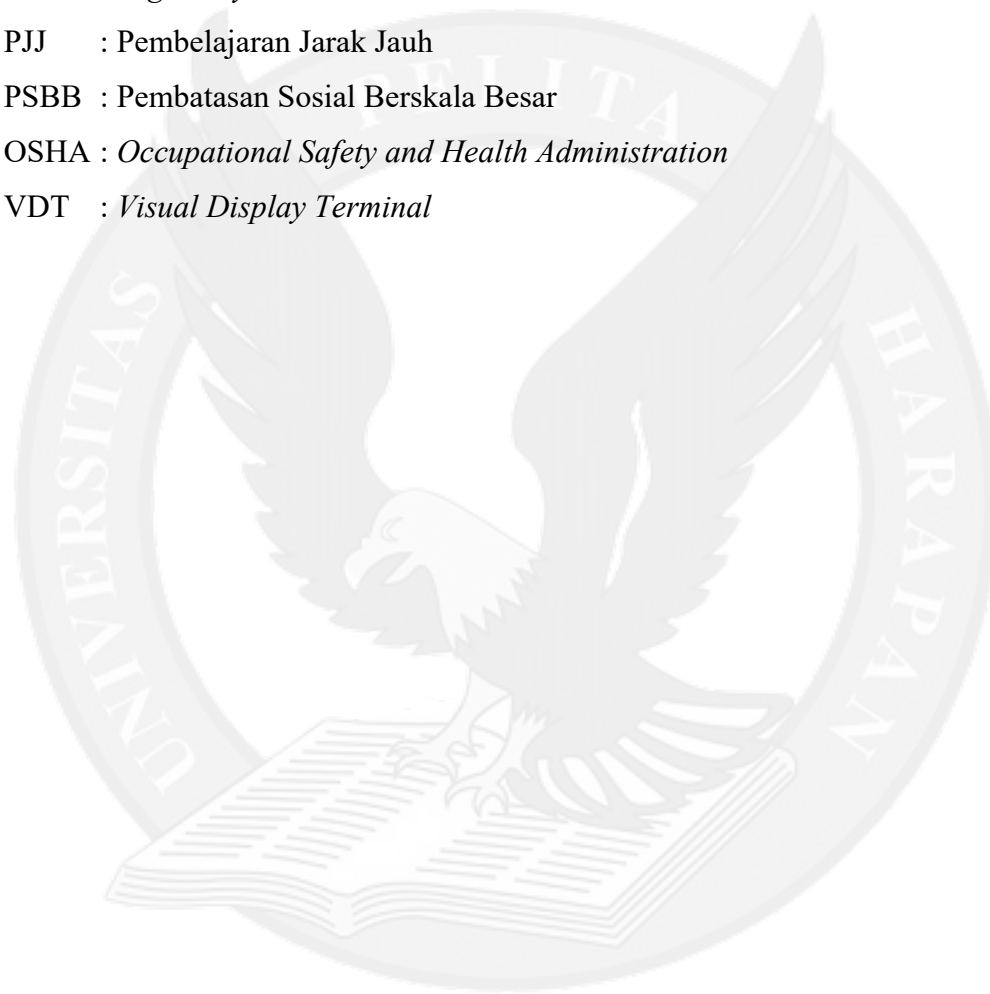 PJJ : Pembelajaran Jarak Jauh
PSBB : Pembatasan Sosial Berskala Besar
OSHA : Occupational Safety and Health Administration
VDT : Visual Display Terminal
UNIVERSITAS PELITA HARAPAN